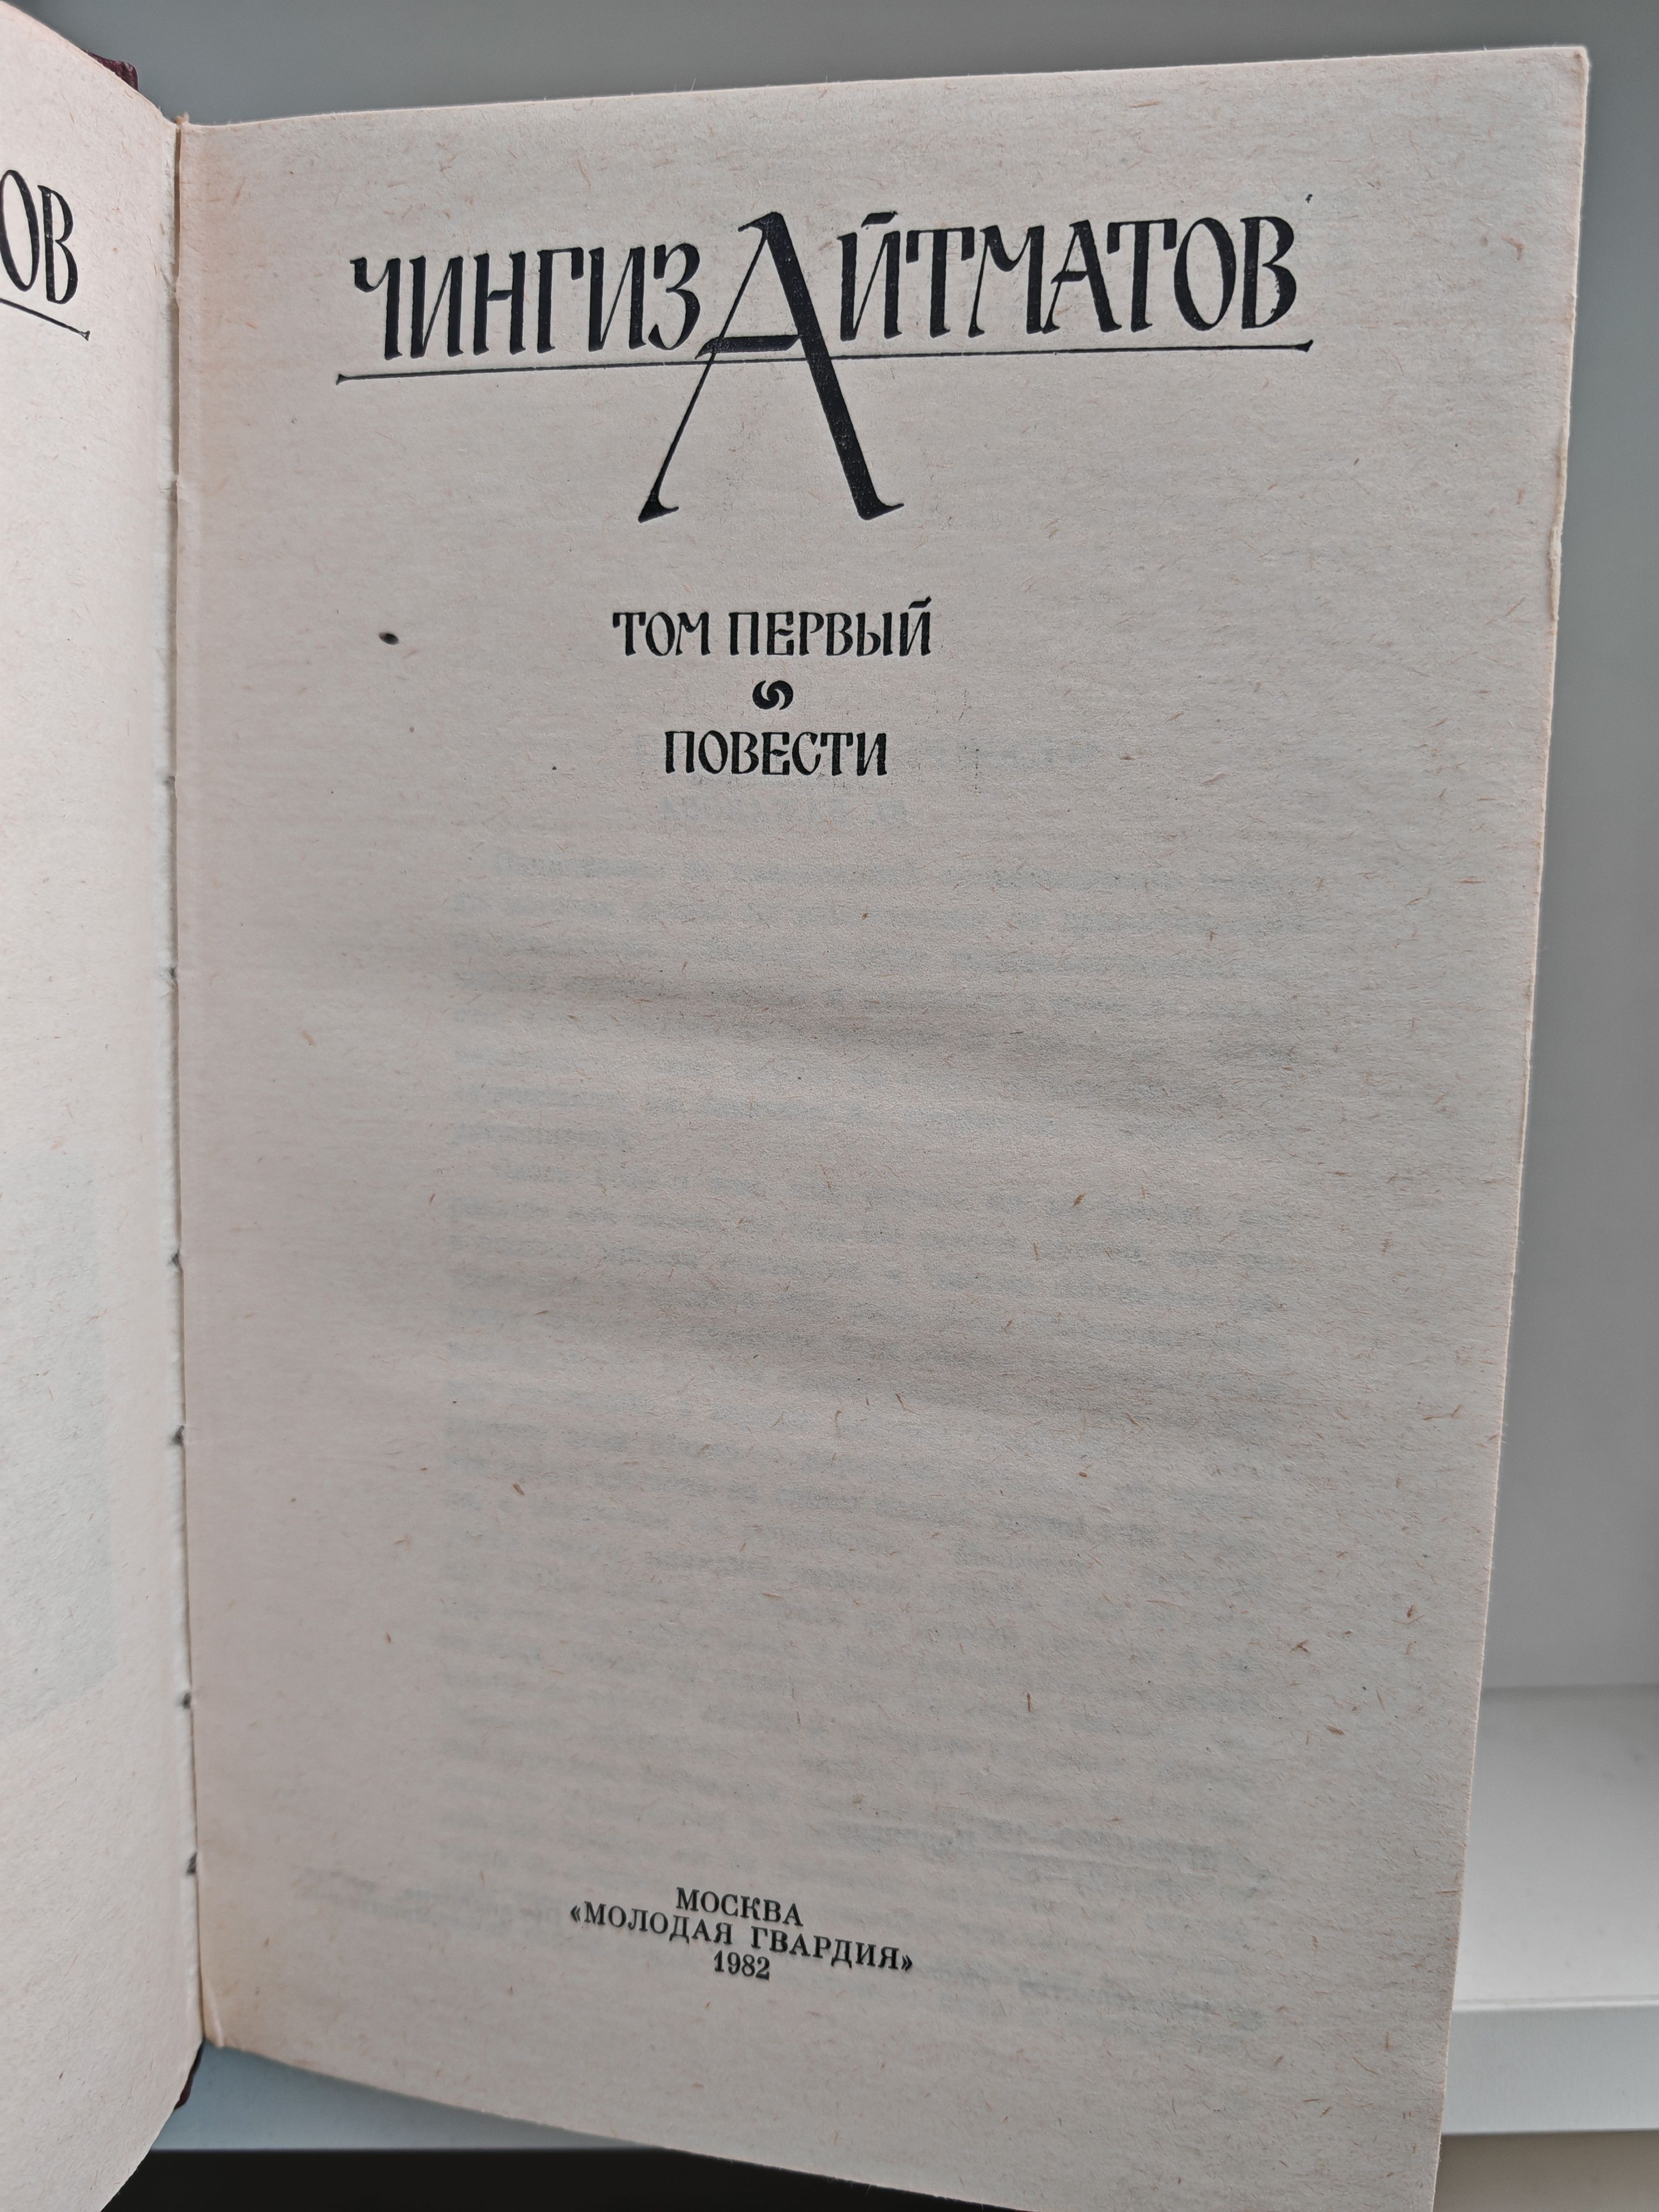 ОВ
ЧИНГИЗ АЙТМАТОВ
ТОМ ПЕРВЫЙ
ПОВЕСТИ
МОСКВА
«МОЛОДАЯ ГВАРДИЯ»
1982